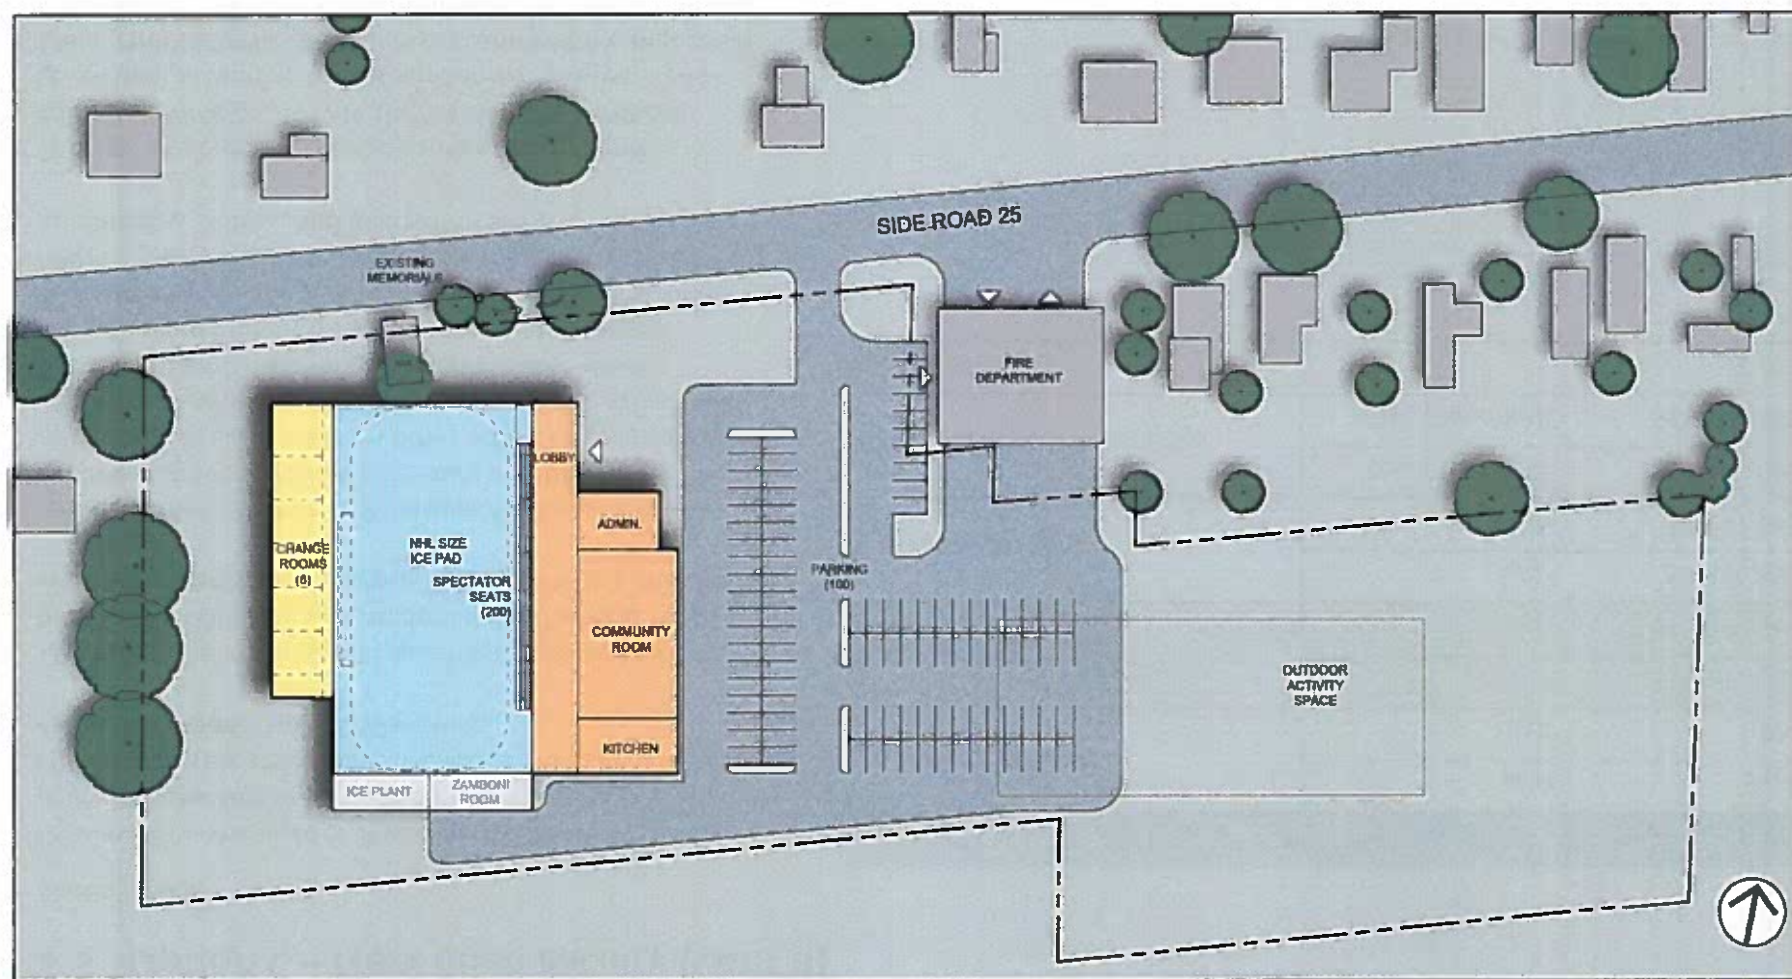 SIDE ROAD 25
EXISTING
MEMORIALS
FIRE
DEPARTMENT
LOBBY
ADMIN.
CHANGE
ROOMS
(6)
NHL SIZE
ICE PAD
SPECTATOR
SEATS
(200)
PARKING
(100)
COMMUNITY
ROOM
OUTDOOR
ACTIVITY
SPACE
KITCHEN
ICE PLANT
ZAMBONI
ROOM